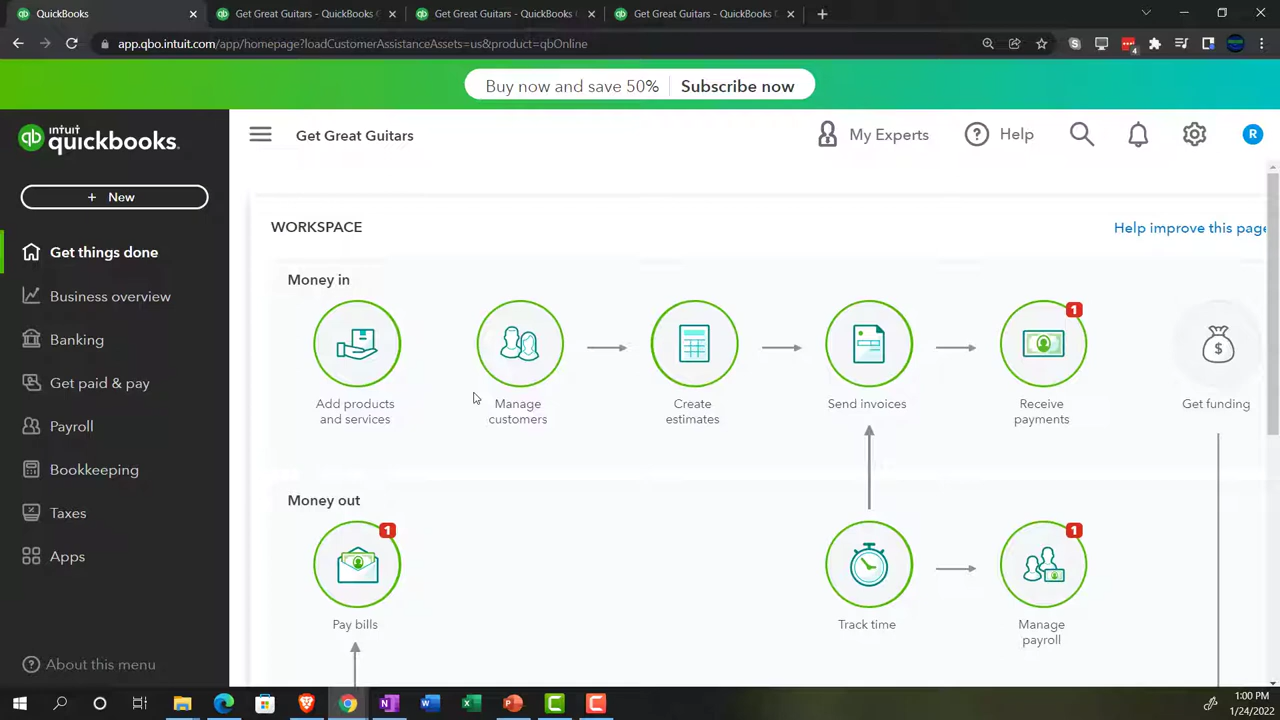 QuickBooks
Get Great Guitars - QuickBooks C
Get Great Guitars - QuickBooks C
Get Great Guitars - QuickBooks C
app.qbo.intuit.com/app/homepage?loadCustomerAssistanceAssets=us&product=qbOnline
4
Buy now and save 50% Subscribe now
qb intuit quickbooks.
Get Great Guitars
My Experts
Help
R
+ New
Get things done
Business overview
Banking
Get paid & pay
Payroll
Bookkeeping
Taxes
Apps
About this menu
WORKSPACE
Help improve this page
Money in
1
Add products
and services
Manage
customers
Create
estimates
Send invoices
Receive
payments
$
Get funding
Money out
1
1
Pay bills
Track time
Manage
payroll
1:00 PM
1/24/2022